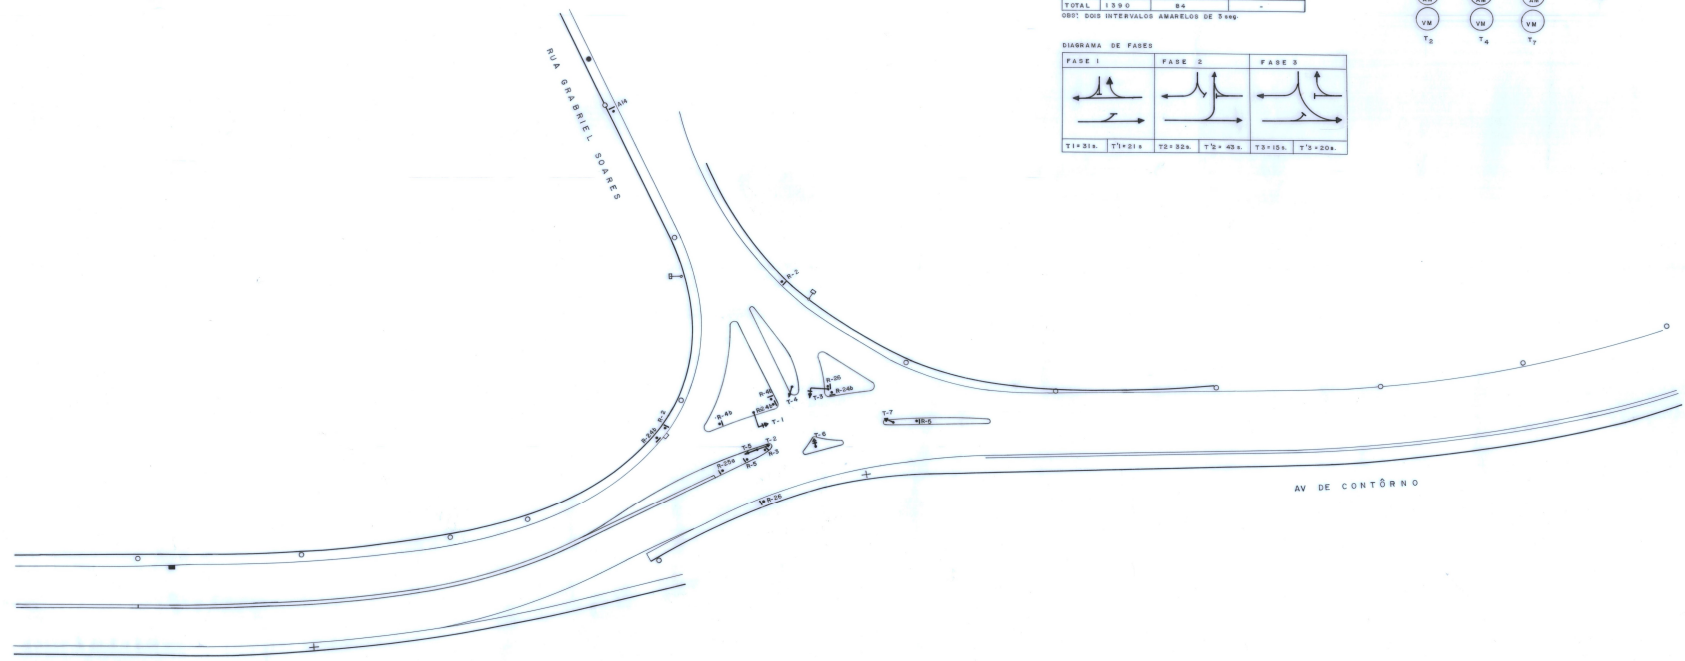 TOTAL 1390 84 -
OBS: DOIS INTERVALOS AMARELOS DE 3 seg.
VM VM VM
T2 T4 T7
DIAGRAMA DE FASES
FASE 1 FASE 2 FASE 3
T1=31s. T'1=21s T2=32s. T'2=43s. T3=15s. T'3=20s.
RUA GRABRIEL SOARES
A14
R-2
R-26
R-24b
R-4b
T-4
T-3
R-4b
T-1
T-7
R-6
R-2
R-24b
T-6
T-2
T-5
R-3
R-5
R-25a
R-26
AV DE CONTÔRNO